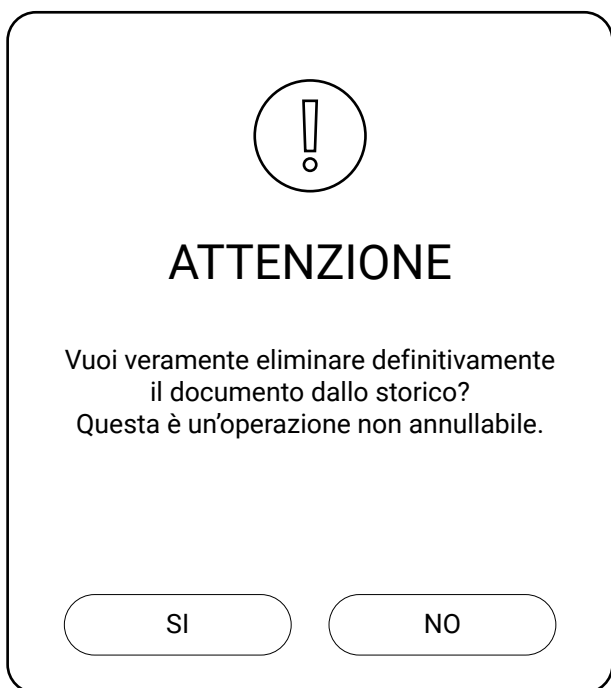 ATTENZIONE
Vuoi veramente eliminare definitivamente
il documento dallo storico?
Questa è un’operazione non annullabile.
SI
NO